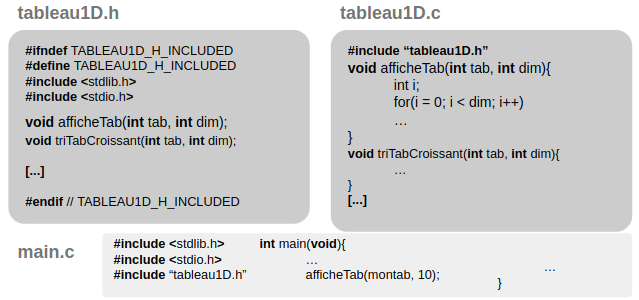 tableau1D.h
#ifndef TABLEAU1D_H_INCLUDED
#define TABLEAU1D_H_INCLUDED
#include <stdlib.h>
#include <stdio.h>
void afficheTab(int tab, int dim);
void triTabCroissant(int tab, int dim);
[...]
#endif // TABLEAU1D_H_INCLUDED
tableau1D.c
#include “tableau1D.h”
void afficheTab(int tab, int dim){
int i;
for(i = 0; i < dim; i++)
...
}
void triTabCroissant(int tab, int dim){
...
}
[...]
main.c
#include <stdlib.h>
#include <stdio.h>
#include “tableau1D.h”
int main(void){
...
afficheTab(montab, 10);
...
}